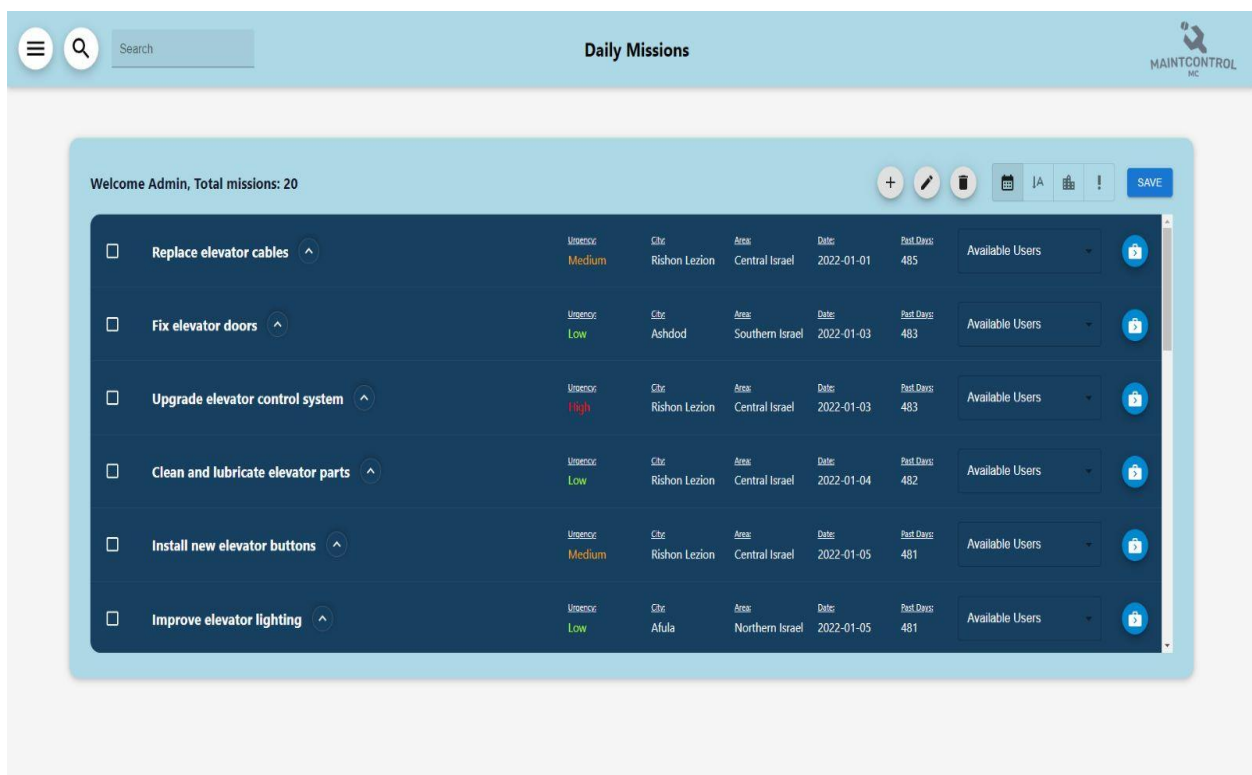 Search
Daily Missions
MAINTCONTROL
MC
Welcome Admin, Total missions: 20
SAVE
Replace elevator cables
Urgency: City: Area: Date: Past Days:
Medium Rishon Lezion Central Israel 2022-01-01 485
Available Users
Fix elevator doors
Urgency: City: Area: Date: Past Days:
Low Ashdod Southern Israel 2022-01-03 483
Available Users
Upgrade elevator control system
Urgency: City: Area: Date: Past Days:
High Rishon Lezion Central Israel 2022-01-03 483
Available Users
Clean and lubricate elevator parts
Urgency: City: Area: Date: Past Days:
Low Rishon Lezion Central Israel 2022-01-04 482
Available Users
Install new elevator buttons
Urgency: City: Area: Date: Past Days:
Medium Rishon Lezion Central Israel 2022-01-05 481
Available Users
Improve elevator lighting
Urgency: City: Area: Date: Past Days:
Low Afula Northern Israel 2022-01-05 481
Available Users